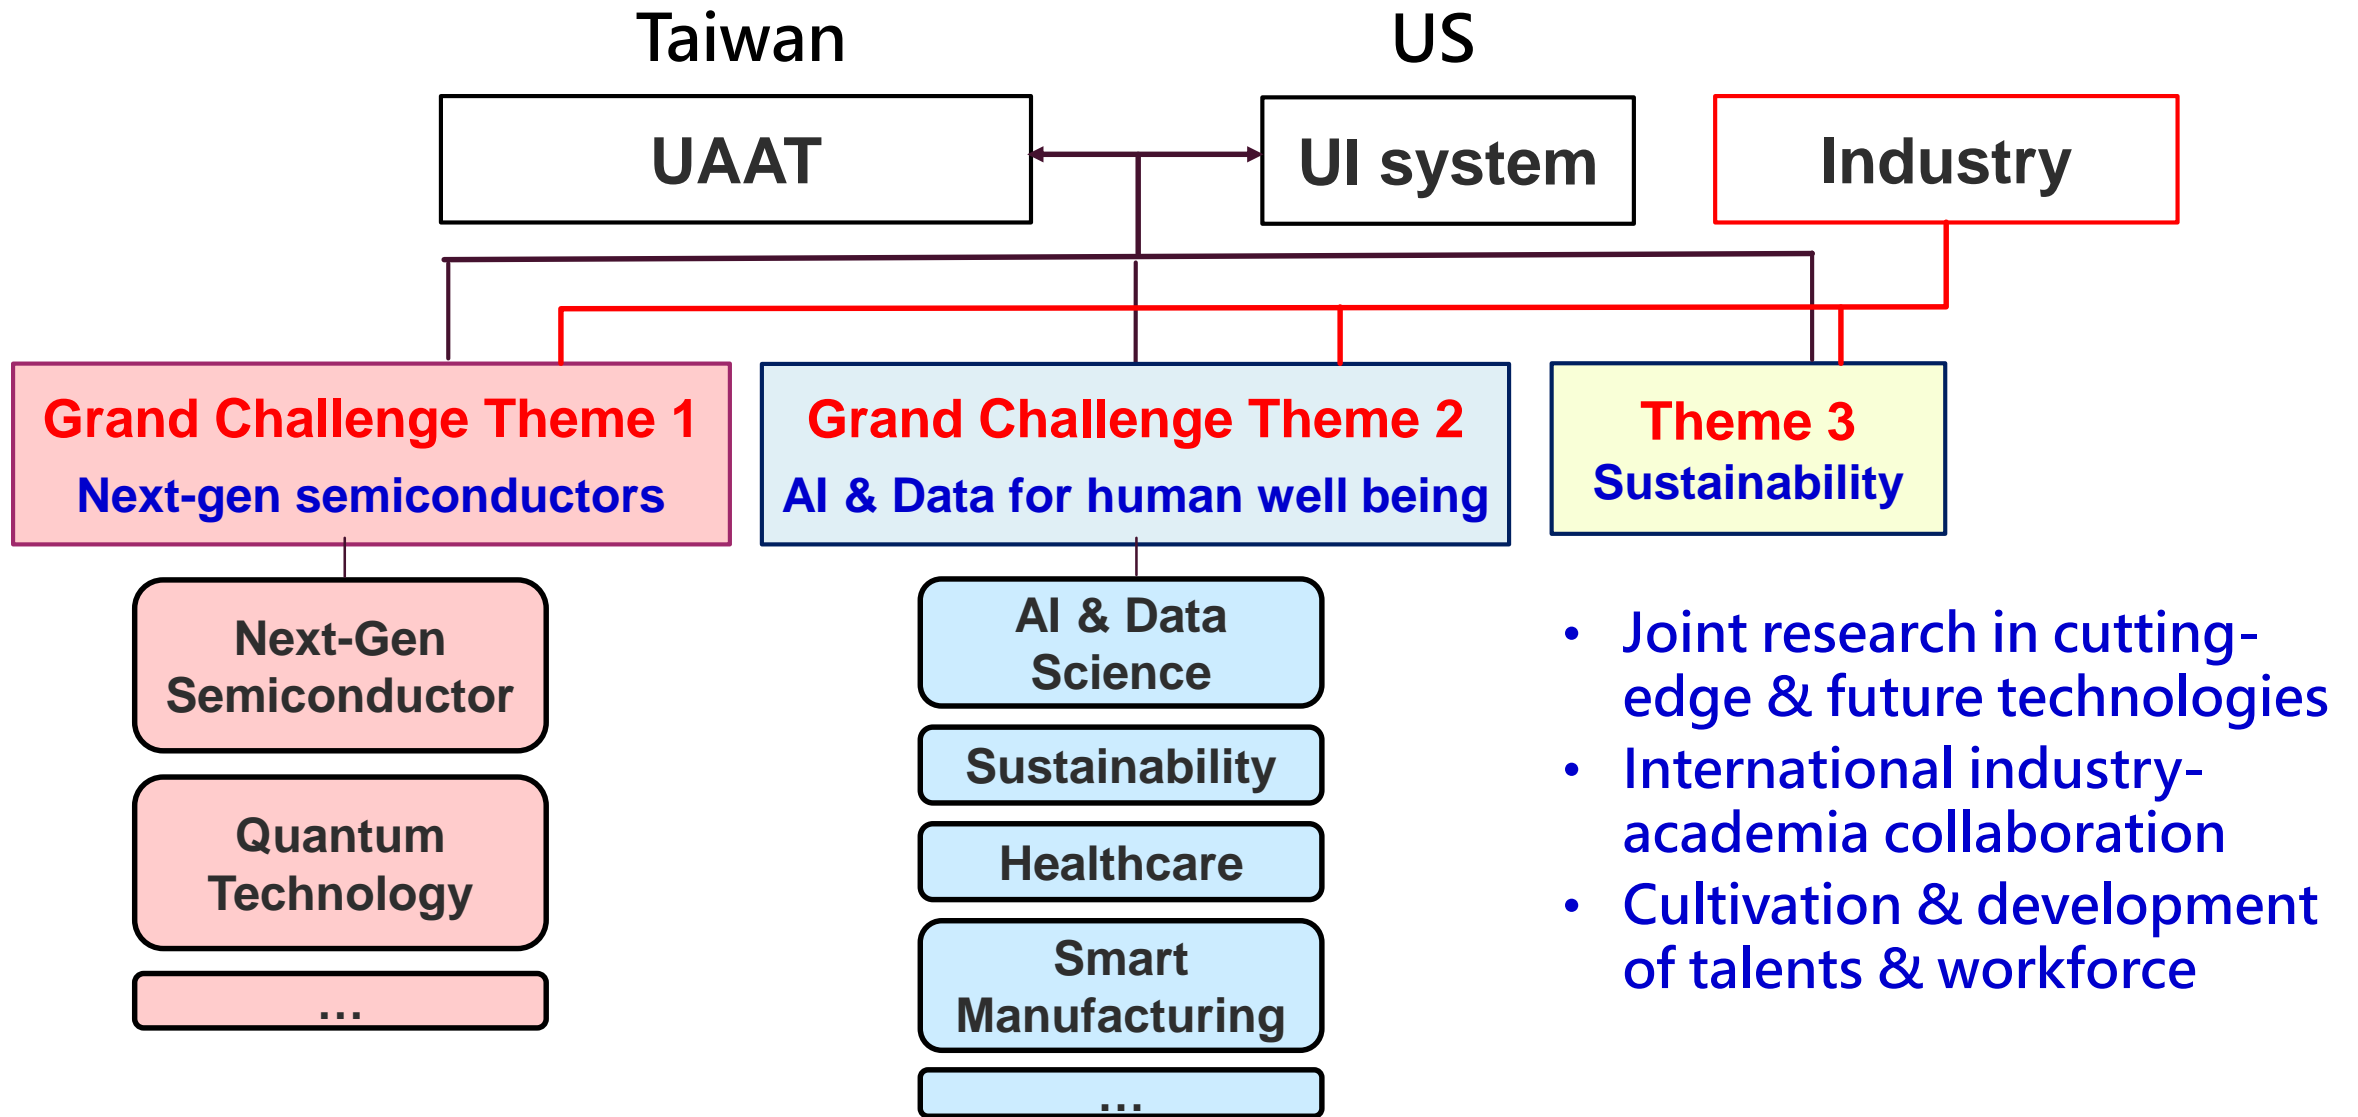 Taiwan
US
UAAT
UI system
Industry
Grand Challenge Theme 1
Next-gen semiconductors
Grand Challenge Theme 2
AI & Data for human well being
Theme 3
Sustainability
Next-Gen
Semiconductor
Quantum
Technology
...
AI & Data
Science
Sustainability
Healthcare
Smart
Manufacturing
...
• Joint research in cutting-
edge & future technologies
• International industry-
academia collaboration
• Cultivation & development
of talents & workforce